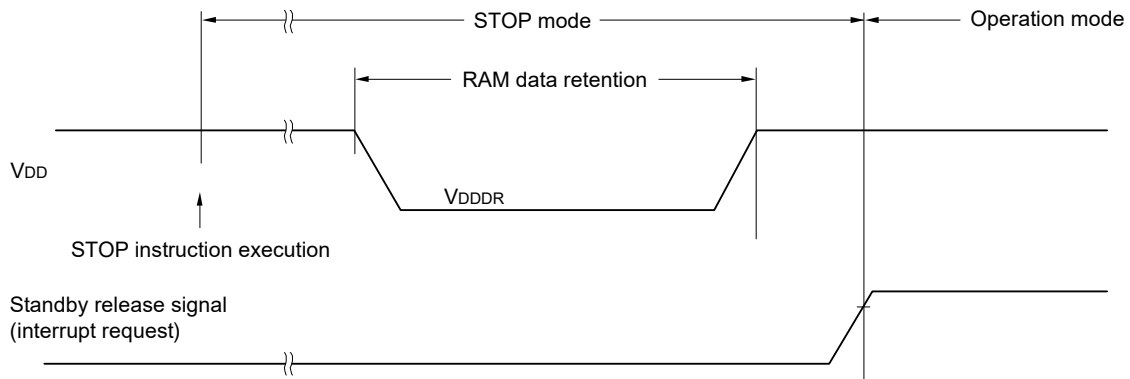 STOP mode
Operation mode
RAM data retention
VDD
VDDDR
STOP instruction execution
Standby release signal
(interrupt request)